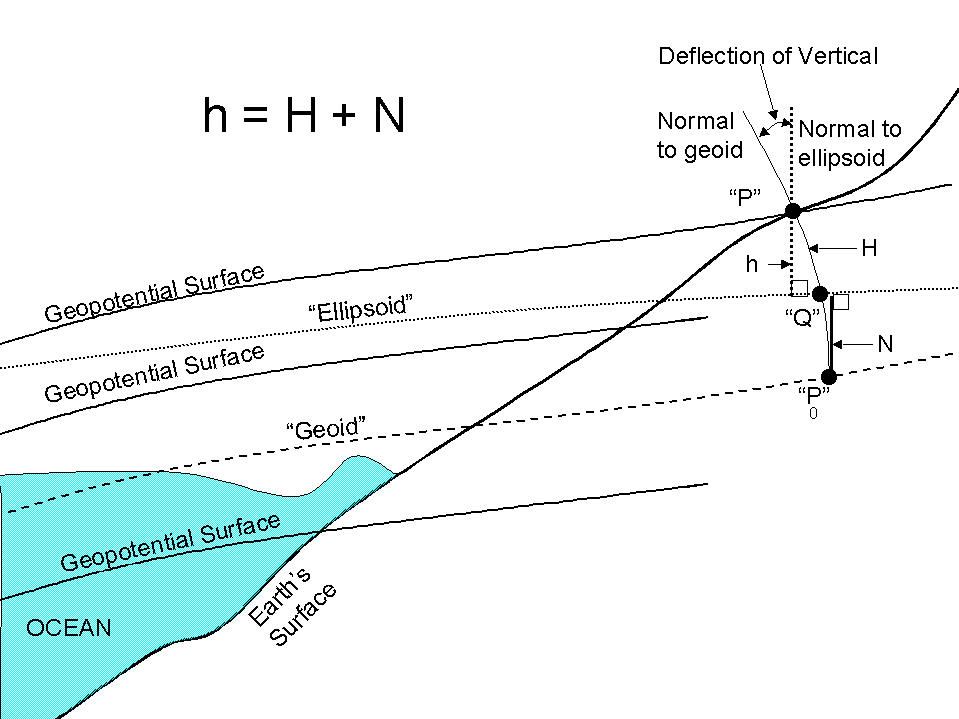 Deflection of Vertical
h = H + N
Normal
to geoid
Normal to
ellipsoid
“P”
H
h
Geopotential Surface
“Ellipsoid”
“Q”
N
Geopotential Surface
“P”
0
“Geoid”
Geopotential Surface
Earth’s
Surface
OCEAN